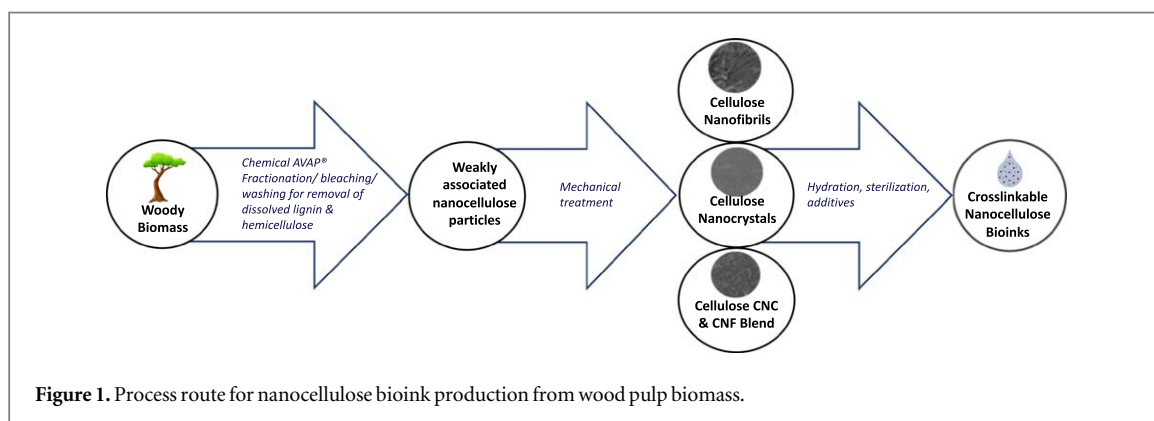 Woody
Biomass
Chemical AVAP®
Fractionation/ bleaching/
washing for removal of
dissolved lignin &
hemicellulose
Weakly
associated
nanocellulose
particles
Mechanical
treatment
Cellulose
Nanofibrils
Cellulose
Nanocrystals
Cellulose CNC
& CNF Blend
Hydration, sterilization,
additives
Crosslinkable
Nanocellulose
Bioinks
Figure 1. Process route for nanocellulose bioink production from wood pulp biomass.